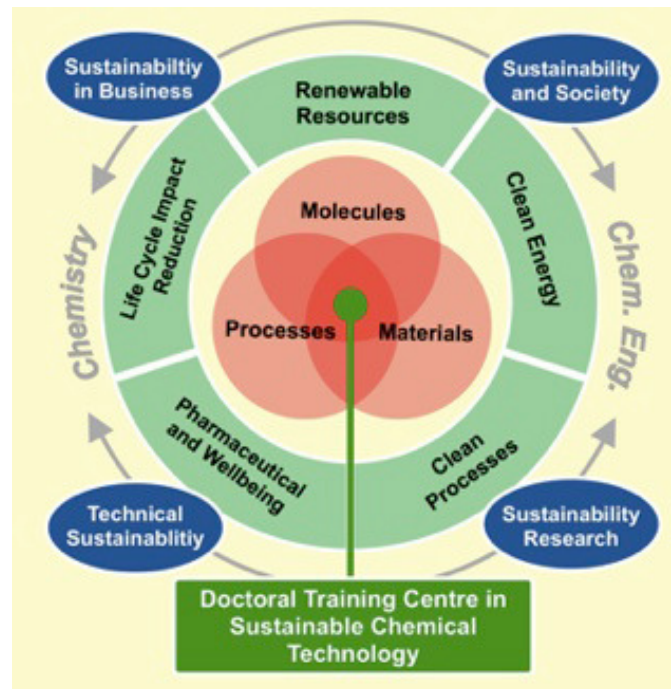 Sustainabiltiy
in Business
Sustainability
and Society
Renewable
Resources
Life Cycle Impact
Reduction
Clean Energy
Chemistry
Chem. Eng.
Molecules
Processes
Materials
Pharmaceutical
and Wellbeing
Clean
Processes
Technical
Sustainablitiy
Sustainability
Research
Doctoral Training Centre in
Sustainable Chemical
Technology